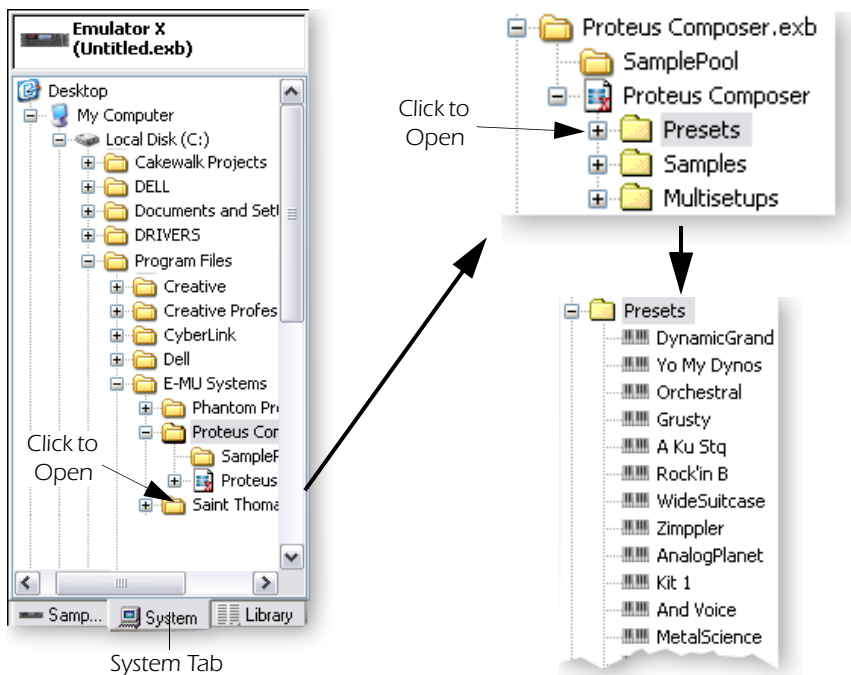 Emulator X
(Untitled.exb)
Desktop
My Computer
Local Disk (C:)
Cakewalk Projects
DELL
Documents and Set
DRIVERS
Program Files
Creative
Creative Profes
CyberLink
Dell
E-MU Systems
Phantom Pr
Proteus Cor
SampleF
Proteus
Saint Thoma
Click to
Open
Samp...
System
Library
System Tab
Proteus Composer.exb
SamplePool
Proteus Composer
Presets
Samples
Multisetups
Click to
Open
Presets
DynamicGrand
Yo My Dynos
Orchestral
Grusty
A Ku Stq
Rock'in B
WideSuitcase
Zimppler
AnalogPlanet
Kit 1
And Voice
MetalScience